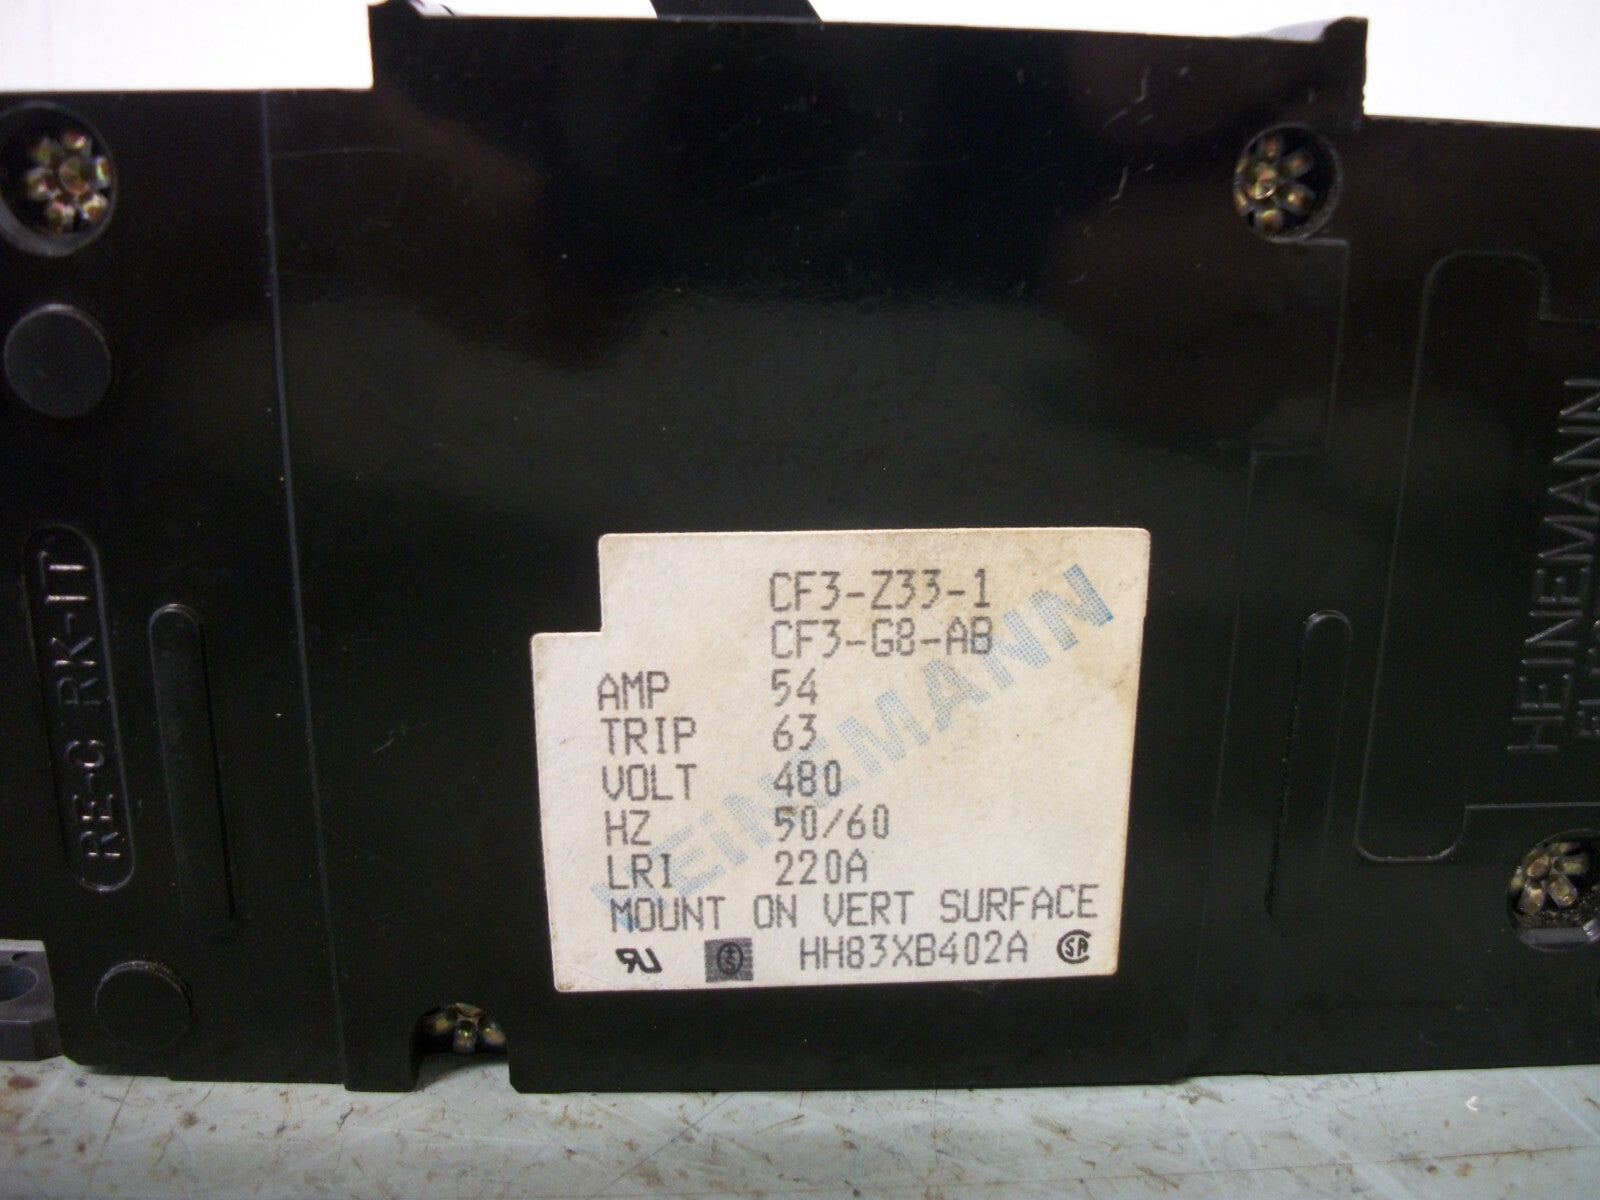 CF3-Z33-1
CF3-G8-AB
AMP 54
TRIP 63
VOLT 480
HZ 50/60
LRI 220A
MOUNT ON VERT SURFACE
HH83XB402A
HEINEMANN
RE-C RK-IT
HEINEMANN